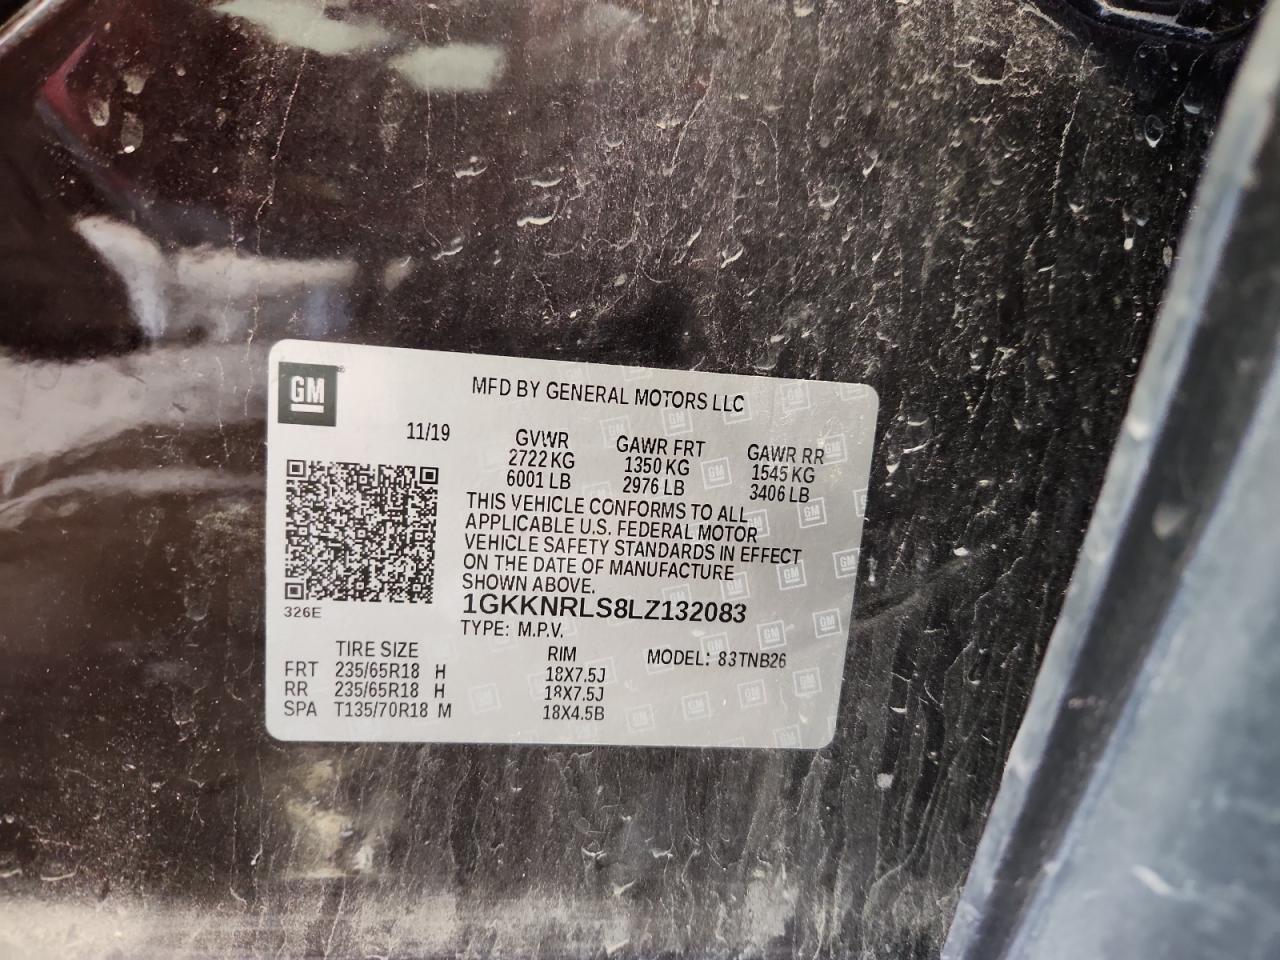 GM
MFD BY GENERAL MOTORS LLC
11/19
GVWR GAWR FRT GAWR RR
2722 KG 1350 KG 1545 KG
6001 LB 2976 LB 3406 LB
THIS VEHICLE CONFORMS TO ALL
APPLICABLE U.S. FEDERAL MOTOR
VEHICLE SAFETY STANDARDS IN EFFECT
ON THE DATE OF MANUFACTURE
SHOWN ABOVE.
326E
1GKKNRLS8LZ132083
TYPE: M.P.V.
TIRE SIZE RIM MODEL: 83TNB26
FRT 235/65R18 H 18X7.5J
RR 235/65R18 H 18X7.5J
SPA T135/70R18 M 18X4.5B